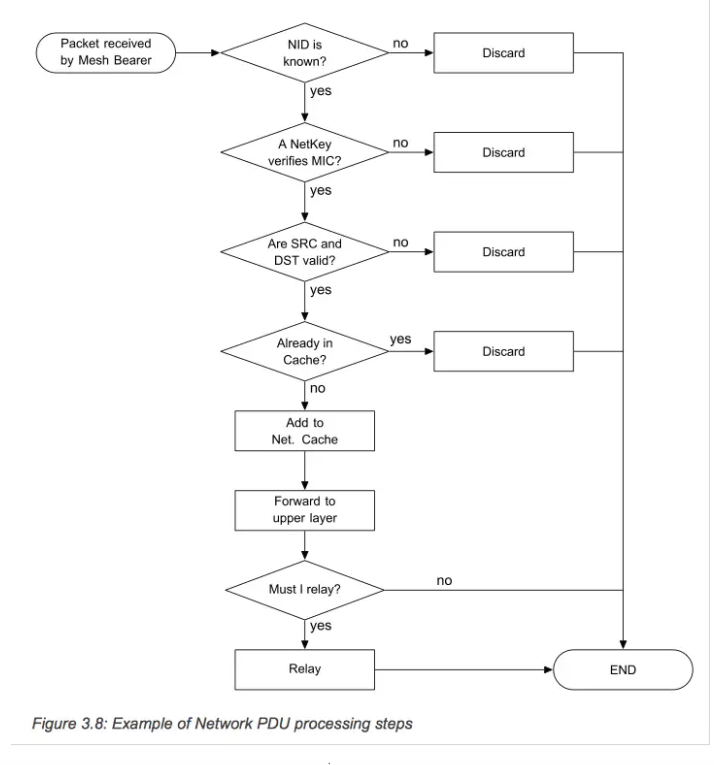 Packet received
by Mesh Bearer
NID is
known?
no
Discard
yes
A NetKey
verifies MIC?
no
Discard
yes
Are SRC and
DST valid?
no
Discard
yes
Already in
Cache?
yes
Discard
no
Add to
Net. Cache
Forward to
upper layer
Must I relay?
no
yes
Relay
END
Figure 3.8: Example of Network PDU processing steps